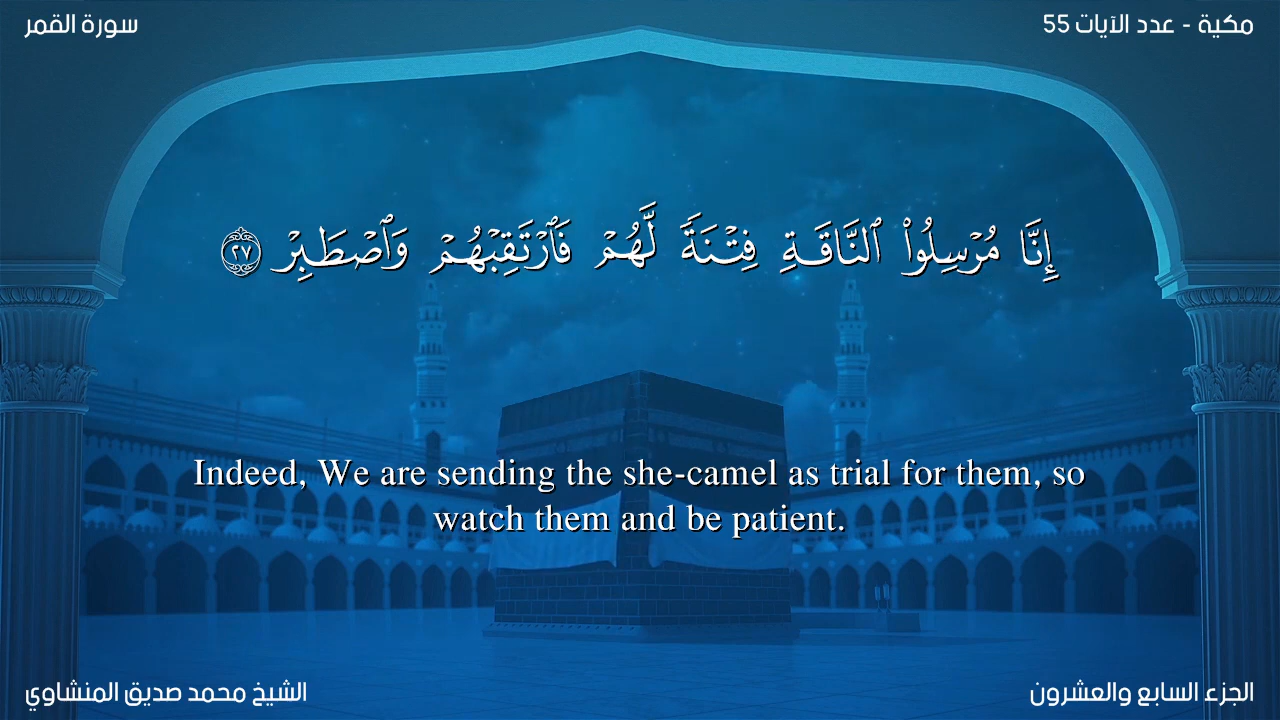 سورة القمر
مكية - عدد الآيات 55
إِنَّا مُرْسِلُوا۟ ٱلنَّاقَةِ فِتْنَةً لَّهُمْ فَٱرْتَقِبْهُمْ وَٱصْطَبِرْ ٢٧
Indeed, We are sending the she-camel as trial for them, so
watch them and be patient.
الشيخ محمد صديق المنشاوي
الجزء السابع والعشرون